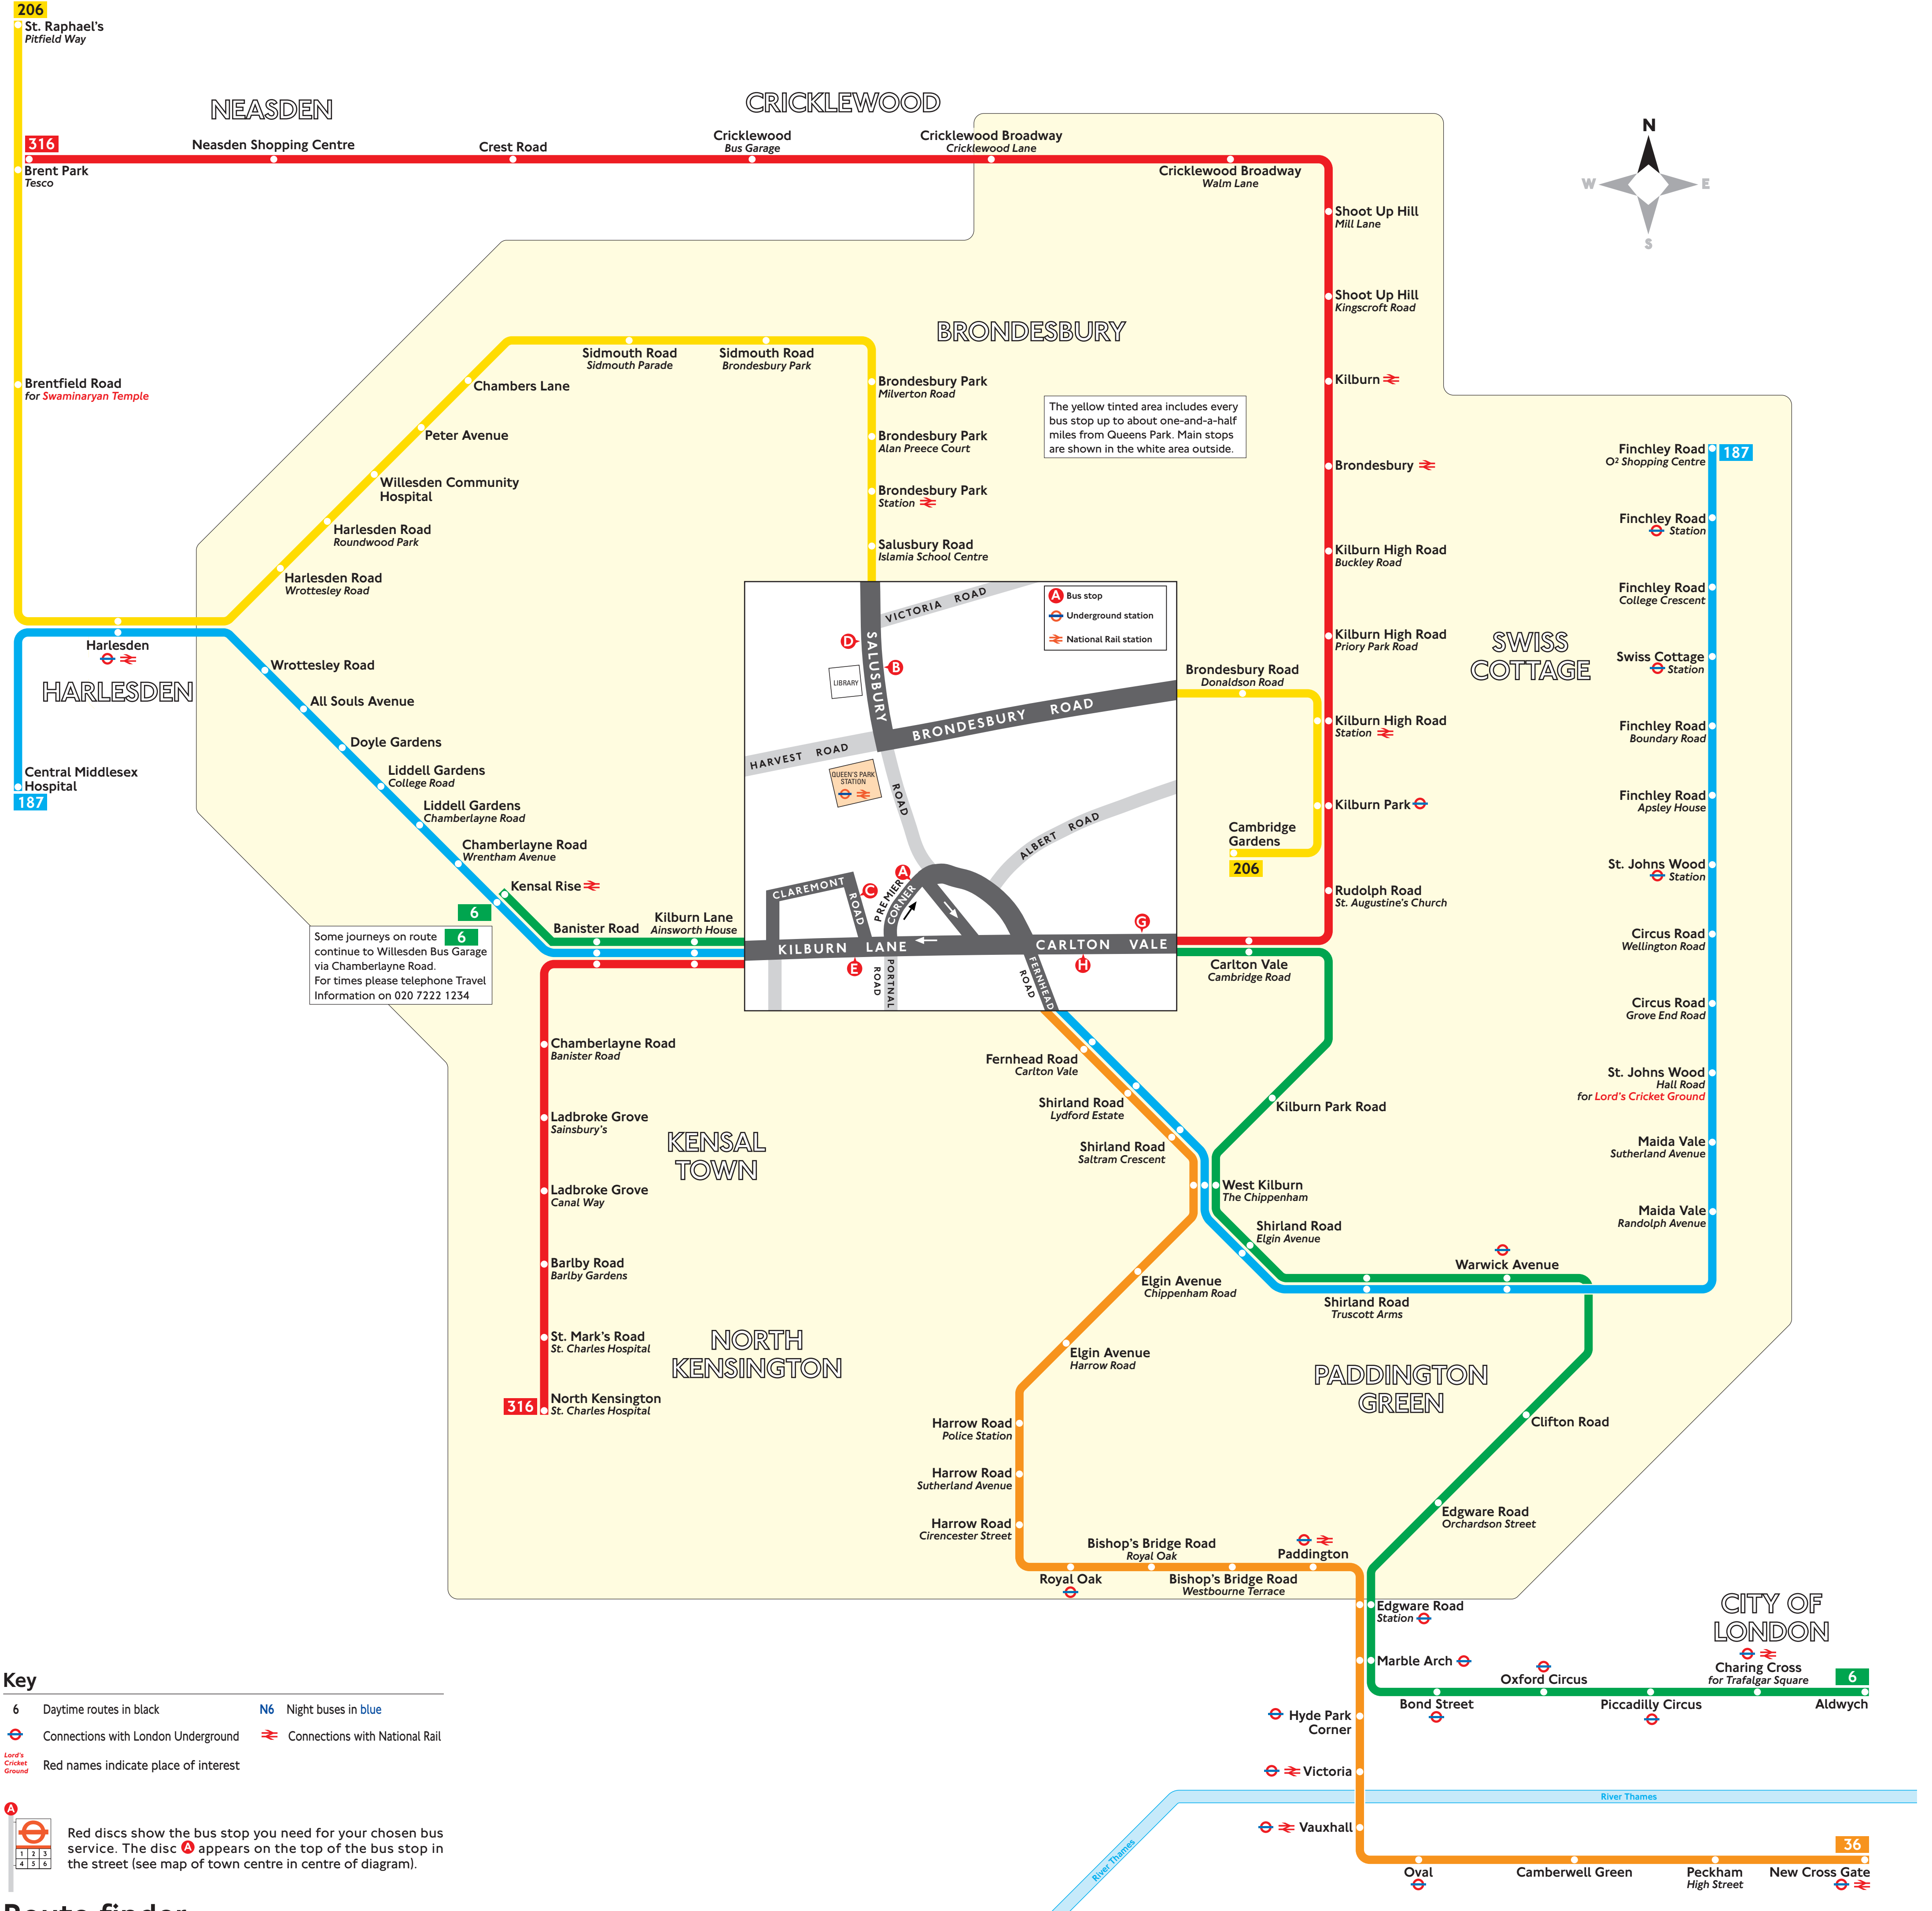 206
St. Raphael's
Pitfield Way
NEASDEN
CRICKLEWOOD
316
Brent Park
Tesco
Neasden Shopping Centre
Crest Road
Cricklewood
Bus Garage
Cricklewood Broadway
Cricklewood Lane
Cricklewood Broadway
Walm Lane
N
W
E
S
Shoot Up Hill
Mill Lane
Shoot Up Hill
Kingscroft Road
BRONDESBURY
Sidmouth Road
Sidmouth Parade
Sidmouth Road
Brondesbury Park
Chambers Lane
Peter Avenue
Willesden Community
Hospital
Harlesden Road
Roundwood Park
Harlesden Road
Wrottesley Road
Brentfield Road
for Swaminaryan Temple
Brondesbury Park
Milverton Road
Brondesbury Park
Alan Preece Court
Brondesbury Park
Station
Salusbury Road
Islamia School Centre
The yellow tinted area includes every
bus stop up to about one-and-a-half
miles from Queens Park. Main stops
are shown in the white area outside.
Kilburn
Brondesbury
Kilburn High Road
Buckley Road
Kilburn High Road
Priory Park Road
Kilburn High Road
Station
Kilburn Park
Rudolph Road
St. Augustine's Church
SWISS
COTTAGE
187
Finchley Road
O² Shopping Centre
Finchley Road
Station
Finchley Road
College Crescent
Swiss Cottage
Station
Finchley Road
Boundary Road
Finchley Road
Apsley House
St. Johns Wood
Station
Circus Road
Wellington Road
Circus Road
Grove End Road
St. Johns Wood
Hall Road
for Lord's Cricket Ground
Maida Vale
Sutherland Avenue
Maida Vale
Randolph Avenue
Harlesden
HARLESDEN
Central Middlesex
Hospital
187
Wrottesley Road
All Souls Avenue
Doyle Gardens
Liddell Gardens
College Road
Liddell Gardens
Chamberlayne Road
Chamberlayne Road
Wrentham Avenue
Kensal Rise
6
Some journeys on route 6
continue to Willesden Bus Garage
via Chamberlayne Road.
For times please telephone Travel
Information on 020 7222 1234
Banister Road
Kilburn Lane
Ainsworth House
VICTORIA ROAD
A Bus stop
Underground station
National Rail station
D
B
SALUSBURY
ROAD
LIBRARY
BRONDESBURY ROAD
HARVEST ROAD
QUEEN'S PARK
STATION
ALBERT ROAD
CLAREMONT
ROAD
C
A
PREMIER
CORNER
G
KILBURN LANE
CARLTON VALE
E
H
PORTNAL
ROAD
FERNHEAD
ROAD
Brondesbury Road
Donaldson Road
Cambridge
Gardens
206
Carlton Vale
Cambridge Road
Chamberlayne Road
Banister Road
Ladbroke Grove
Sainsbury's
Ladbroke Grove
Canal Way
Barlby Road
Barlby Gardens
St. Mark's Road
St. Charles Hospital
316
North Kensington
St. Charles Hospital
KENSAL
TOWN
NORTH
KENSINGTON
Fernhead Road
Carlton Vale
Shirland Road
Lydford Estate
Shirland Road
Saltram Crescent
Kilburn Park Road
West Kilburn
The Chippenham
Shirland Road
Elgin Avenue
Shirland Road
Truscott Arms
Warwick Avenue
Elgin Avenue
Chippenham Road
Elgin Avenue
Harrow Road
PADDINGTON
GREEN
Clifton Road
Edgware Road
Orchardson Street
Harrow Road
Police Station
Harrow Road
Sutherland Avenue
Harrow Road
Cirencester Street
Royal Oak
Bishop's Bridge Road
Royal Oak
Bishop's Bridge Road
Westbourne Terrace
Paddington
Edgware Road
Station
Marble Arch
CITY OF
LONDON
Bond Street
Oxford Circus
Piccadilly Circus
Charing Cross
for Trafalgar Square
6
Aldwych
Hyde Park
Corner
Victoria
River Thames
River Thames
Vauxhall
36
Oval
Camberwell Green
Peckham
High Street
New Cross Gate
Key
6 Daytime routes in black
N6 Night buses in blue
Connections with London Underground
Connections with National Rail
Lord's
Cricket
Ground
Red names indicate place of interest
A
1 2 3
4 5 6
Red discs show the bus stop you need for your chosen bus
service. The disc A appears on the top of the bus stop in
the street (see map of town centre in centre of diagram).
Route finder